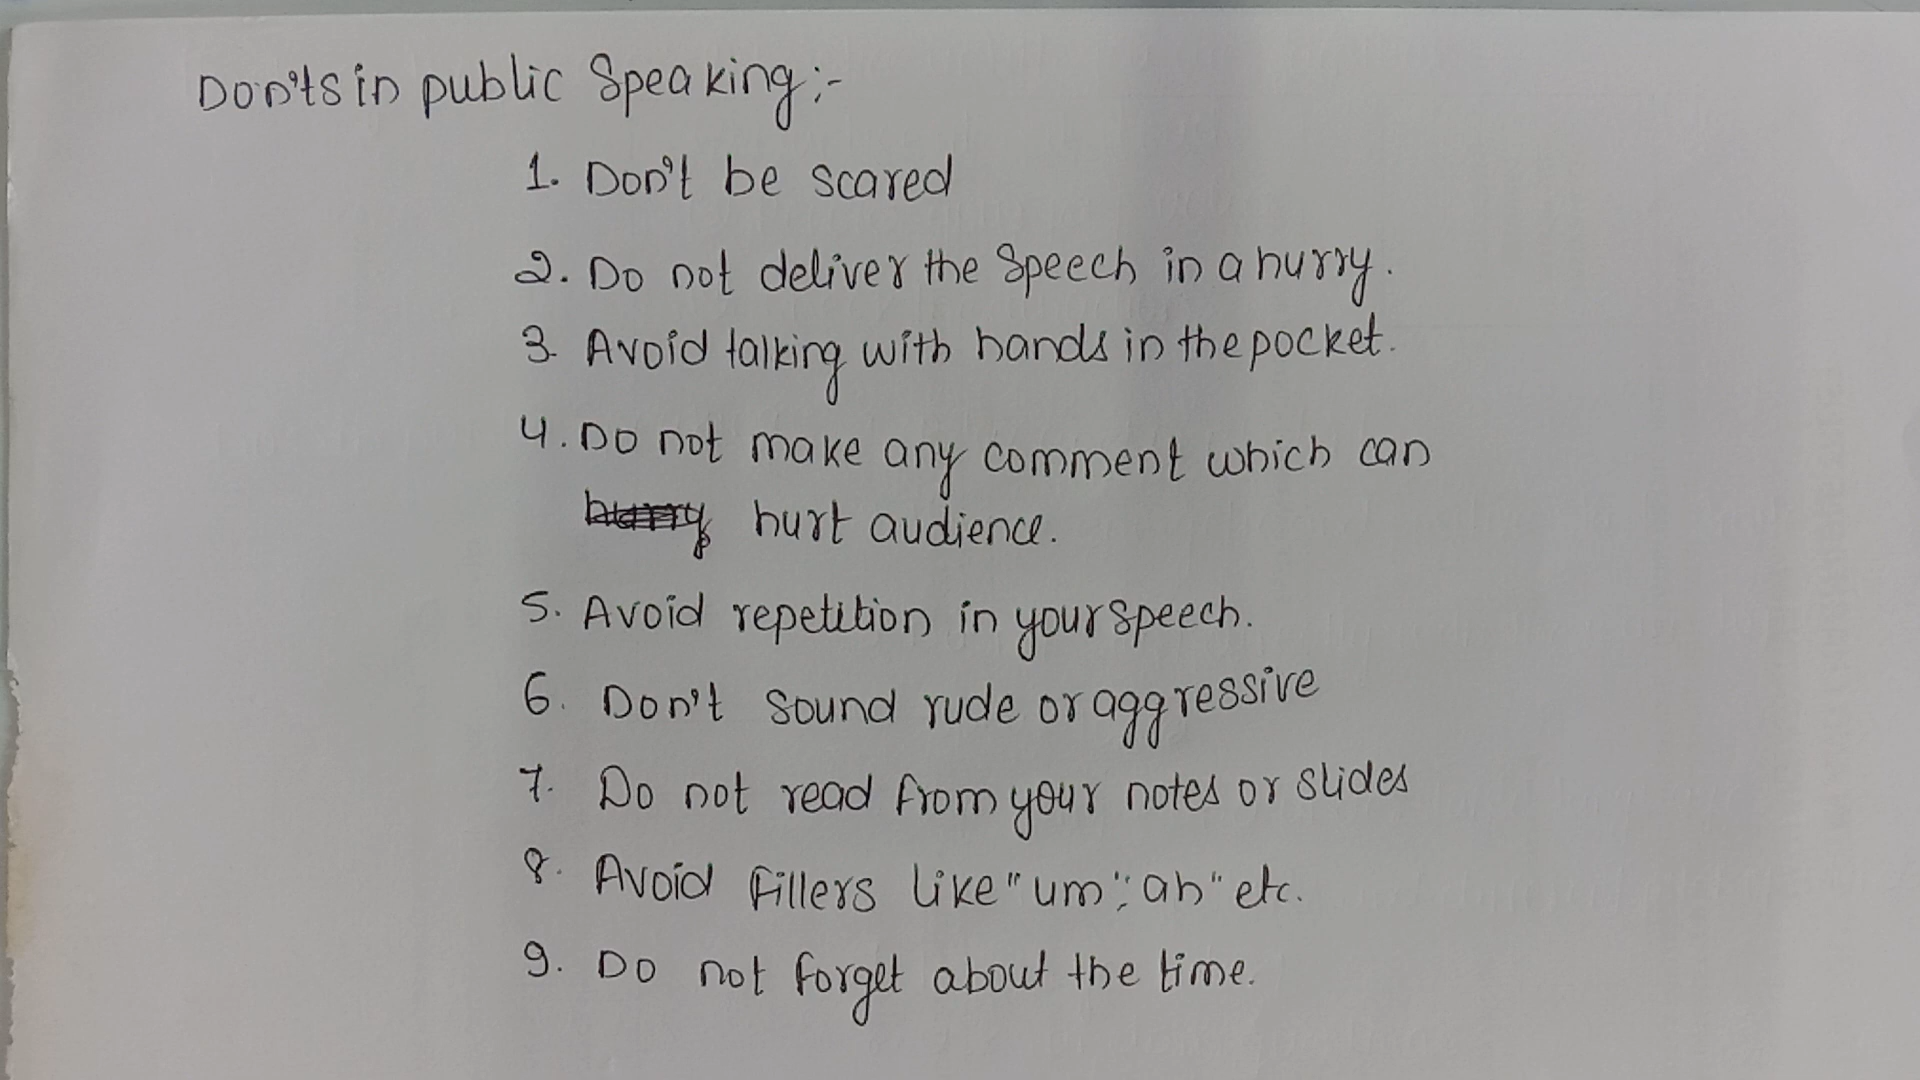 Don'ts in public Speaking:-
1. Don't be scared
2. Do not deliver the Speech in a hurry.
3. Avoid talking with hands in the pocket.
4. Do not make any comment which can
hurry hurt audience.
5. Avoid repetition in your speech.
6. Don't sound rude or aggressive
7. Do not read from your notes or slides
8. Avoid fillers like "um", "ah" etc.
9. Do not forget about the time.